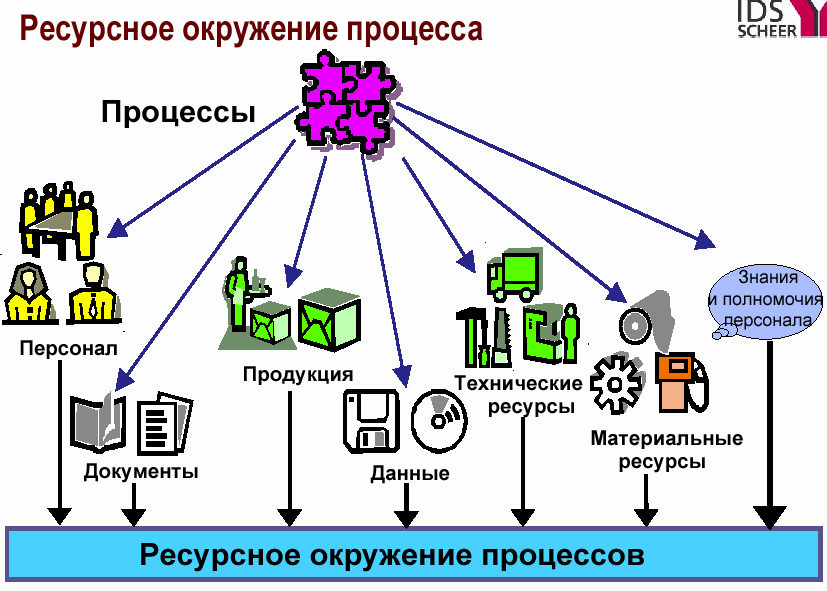 Ресурсное окружение процесса
IDS
SCHEER
Процессы
Знания
и полномочия
персонала
Персонал
Продукция
Технические
ресурсы
Материальные
ресурсы
Документы
Данные
Ресурсное окружение процессов